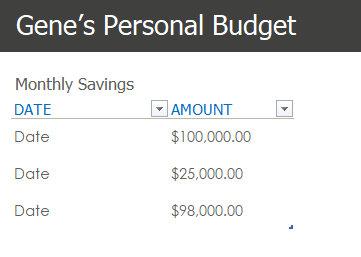 Gene’s Personal Budget
Monthly Savings
DATE AMOUNT
Date $100,000.00
Date $25,000.00
Date $98,000.00